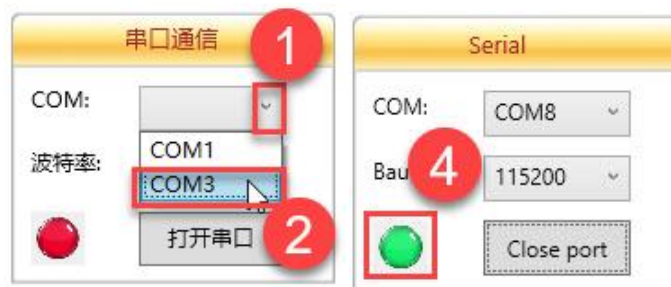 串口通信
1
COM:
波特率:
COM1
COM3
打开串口
2
Serial
COM:
COM8
Bau
4
115200
Close port